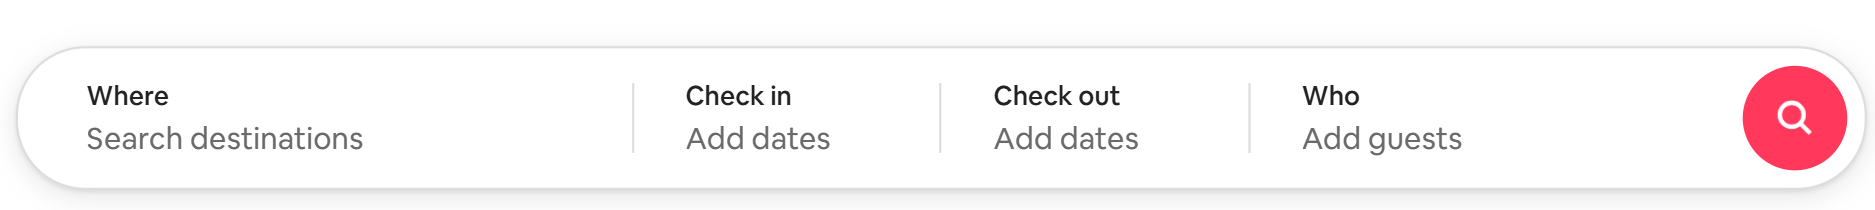 Where
Search destinations
Check in
Add dates
Check out
Add dates
Who
Add guests